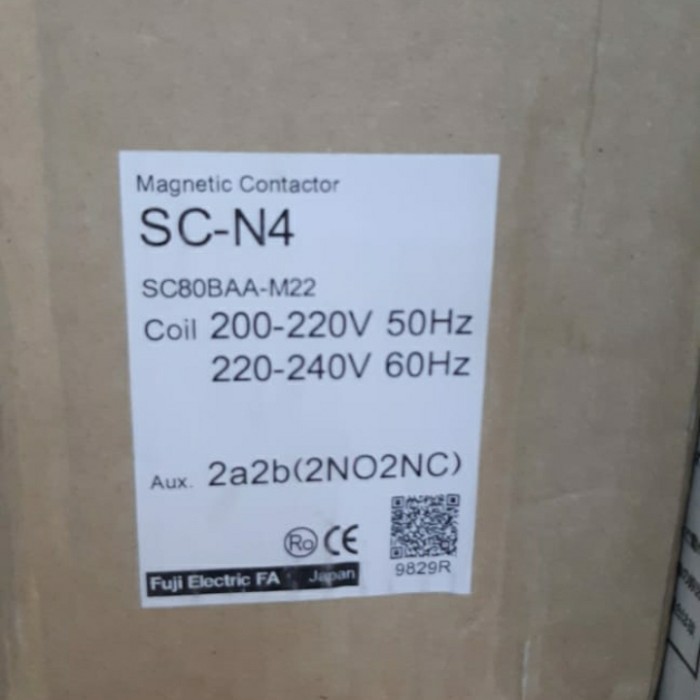 Magnetic Contactor
SC-N4
SC80BAA-M22
Coil 200-220V 50Hz
220-240V 60Hz
Aux. 2a2b(2NO2NC)
Ro CE
9829R
Fuji Electric FA Japan